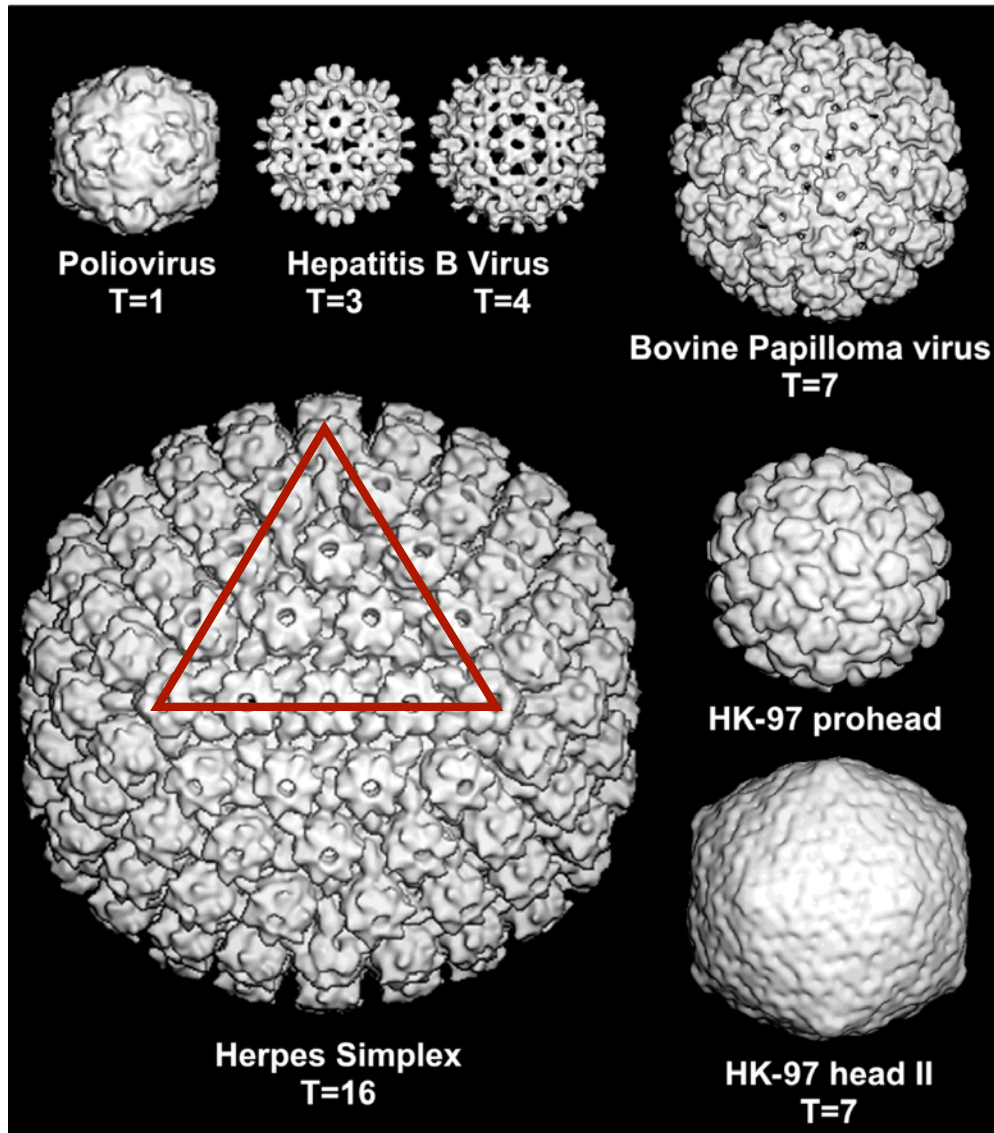 Poliovirus
T=1
Hepatitis B Virus
T=3 T=4
Bovine Papilloma virus
T=7
HK-97 prohead
Herpes Simplex
T=16
HK-97 head II
T=7